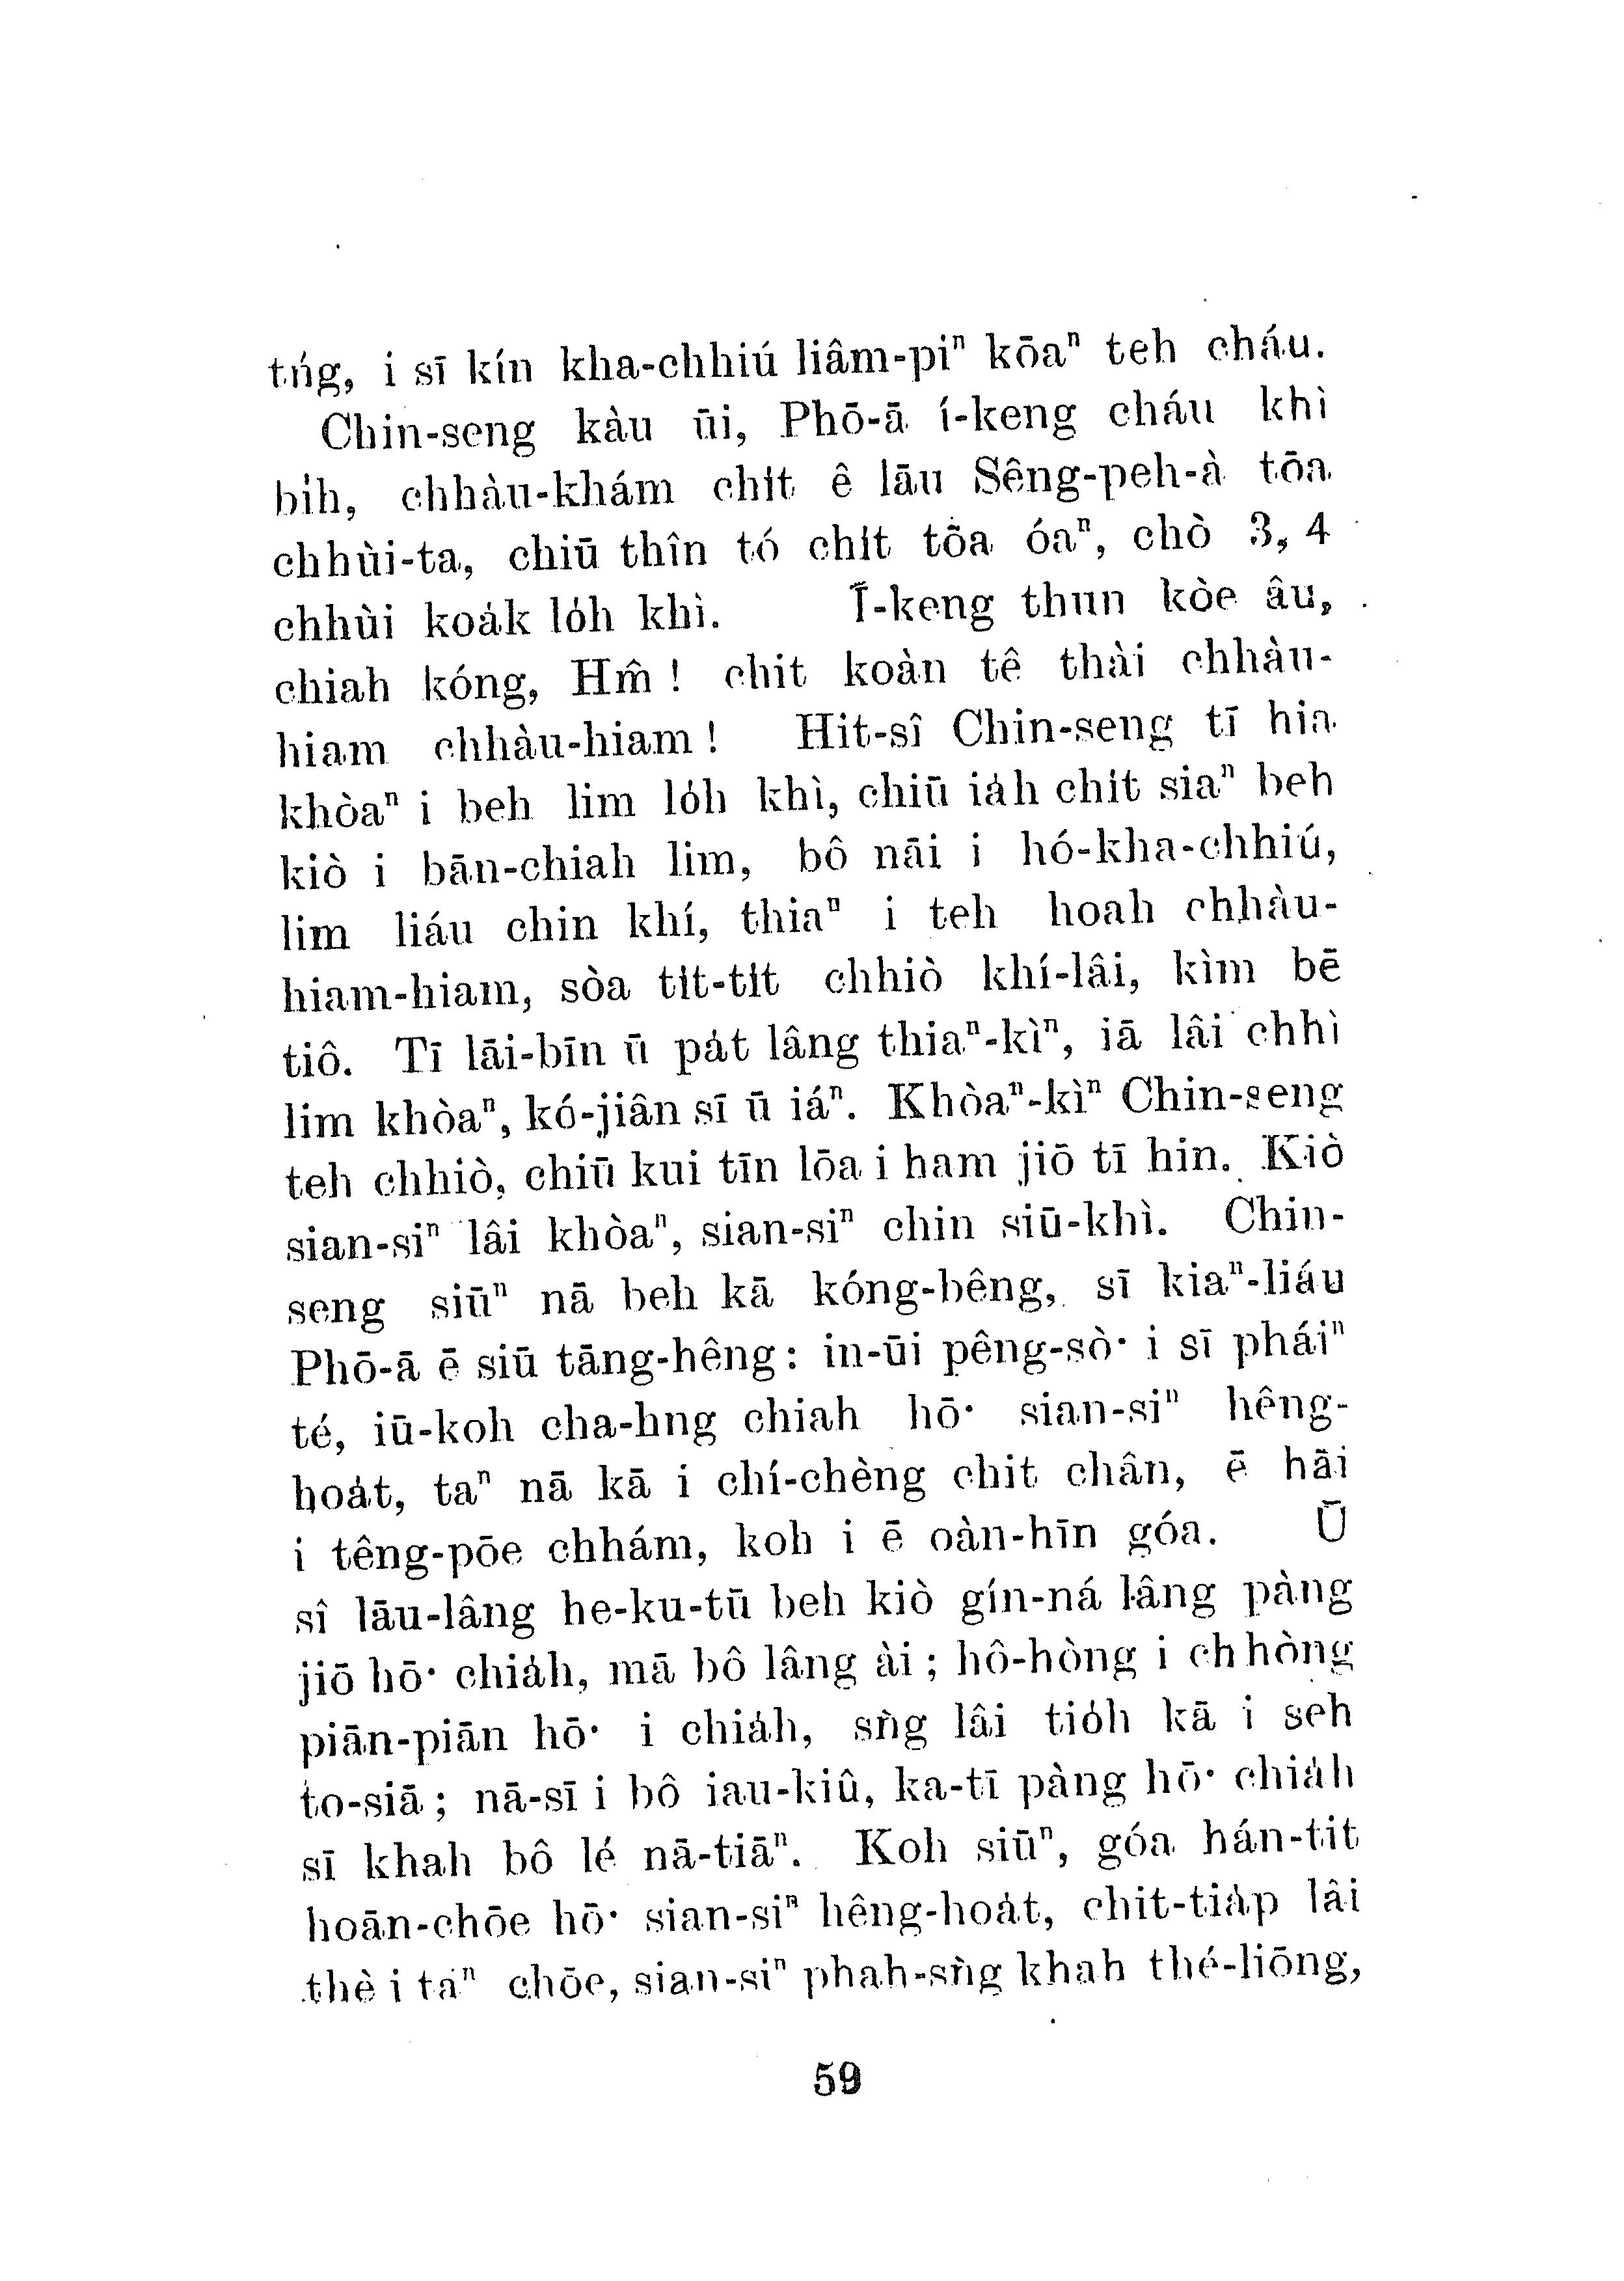 tńg, i sī kín kha-chhiú liâm-piⁿ kōaⁿ teh cháu.
Chin-seng kàu ūi, Phō-ā í-keng cháu khì
bih, chhàu-khám chi̍t ê lāu Sêng-peh-à tōa
chhùi-ta, chiū thîn tó chi̍t tōa óaⁿ, chò 3, 4
chhùi koa̍k lo̍h khì. Í-keng thun kòe âu,
chiah kóng, Hm̂ ! chit koàn tê thài chhàu-
hiam chhàu-hiam ! Hit-sî Chin-seng tī hia
khòaⁿ i beh lim lo̍h khì, chiū ia̍h chi̍t siaⁿ beh
kiò i bān-chiah lim, bô nāi i hó-kha-chhiú,
lim liáu chin khí, thiaⁿ i teh hoah chhàu-
hiam-hiam, sòa ti̍t-ti̍t chhiò khí-lâi, kìm bē
tiô. Tī lāi-bīn ū pa̍t lâng thiaⁿ-kìⁿ, iā lâi chhì
lim khòaⁿ, kó-jiân sī ū iáⁿ. Khòaⁿ-kìⁿ Chin-seng
teh chhiò, chiū kui tīn lōa i ham jiō tī hin. Kiò
sian-siⁿ lâi khòaⁿ, sian-siⁿ chin siū-khì. Chin-
seng siūⁿ nā beh kā kóng-bêng, sī kiaⁿ-liáu
Phō-ā ē siū tāng-hêng : in-ūi pêng-sò͘ i sī pháiⁿ
té, iū-koh cha-hng chiah hō͘ sian-siⁿ hêng-
hoa̍t, taⁿ nā kā i chí-chèng chit chân, ē hāi
i têng-pōe chhám, koh i ē oàn-hīn góa. Ū
sî lāu-lâng he-ku-tū beh kiò gín-ná lâng pàng
jiō hō͘ chia̍h, mā bô lâng ài ; hô-hòng i chhòng
piān-piān hō͘ i chia̍h, sǹg lâi tio̍h kā i seh
to-siā ; nā-sī i bô iau-kiû, ka-tī pàng hō͘ chia̍h
sī khah bô lé nā-tiāⁿ. Koh siūⁿ, góa hán-tit
hoān-chōe hō͘ sian-siⁿ hêng-hoa̍t, chit-tia̍p lâi
thè i taⁿ chōe, sian-siⁿ phah-sǹg khah thé-liōng,
59